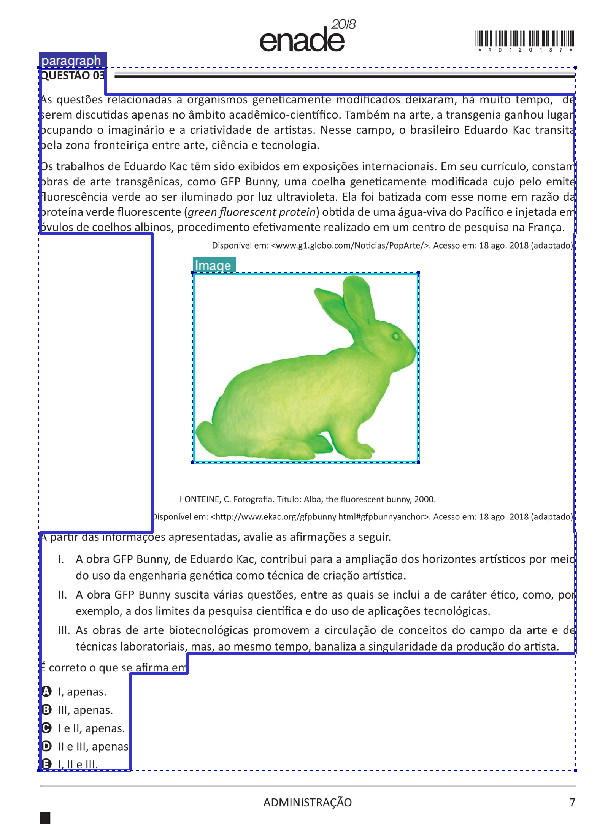 enade 2018
*R0120187*
paragraph
QUESTÃO 03
As questões relacionadas a organismos geneticamente modificados deixaram, há muito tempo, de
serem discutidas apenas no âmbito acadêmico-científico. Também na arte, a transgenia ganhou lugar
ocupando o imaginário e a criatividade de artistas. Nesse campo, o brasileiro Eduardo Kac transita
pela zona fronteiriça entre arte, ciência e tecnologia.
Os trabalhos de Eduardo Kac têm sido exibidos em exposições internacionais. Em seu currículo, constam
obras de arte transgênicas, como GFP Bunny, uma coelha geneticamente modificada cujo pelo emite
fluorescência verde ao ser iluminado por luz ultravioleta. Ela foi batizada com esse nome em razão da
proteína verde fluorescente (green fluorescent protein) obtida de uma água-viva do Pacífico e injetada em
óvulos de coelhos albinos, procedimento efetivamente realizado em um centro de pesquisa na França.
Disponível em: <www.g1.globo.com/Noticias/PopArte/>. Acesso em: 18 ago. 2018 (adaptado)
Image
FONTEINE, C. Fotografia. Título: Alba, the fluorescent bunny, 2000.
Disponível em: <http://www.ekac.org/gfpbunny.html#gfpbunnyanchor>. Acesso em: 18 ago. 2018 (adaptado)
A partir das informações apresentadas, avalie as afirmações a seguir.
I. A obra GFP Bunny, de Eduardo Kac, contribui para a ampliação dos horizontes artísticos por meio
do uso da engenharia genética como técnica de criação artística.
II. A obra GFP Bunny suscita várias questões, entre as quais se inclui a de caráter ético, como, por
exemplo, a dos limites da pesquisa científica e do uso de aplicações tecnológicas.
III. As obras de arte biotecnológicas promovem a circulação de conceitos do campo da arte e de
técnicas laboratoriais, mas, ao mesmo tempo, banaliza a singularidade da produção do artista.
É correto o que se afirma em
A I, apenas.
B III, apenas.
C I e II, apenas.
D II e III, apenas
E I, II e III.
ADMINISTRAÇÃO
7